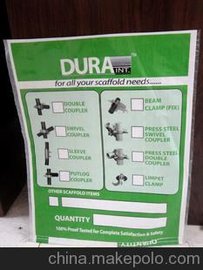 DURA
INT.
for all your scaffold needs......
DOUBLE
COUPLER
BEAM
CLAMP (FIX)
SWIVEL
COUPLER
PRESS STEEL
SWIVEL
COUPLER
SLEEVE
COUPLER
PRESS STEEL
DOUBLE
COUPLER
PUTLOG
COUPLER
LIMPET
CLAMP
OTHER SCAFFOLD ITEMS
QUANTITY
100% Proof Tested for Complete Satisfaction & Safety
china.makepolo.com